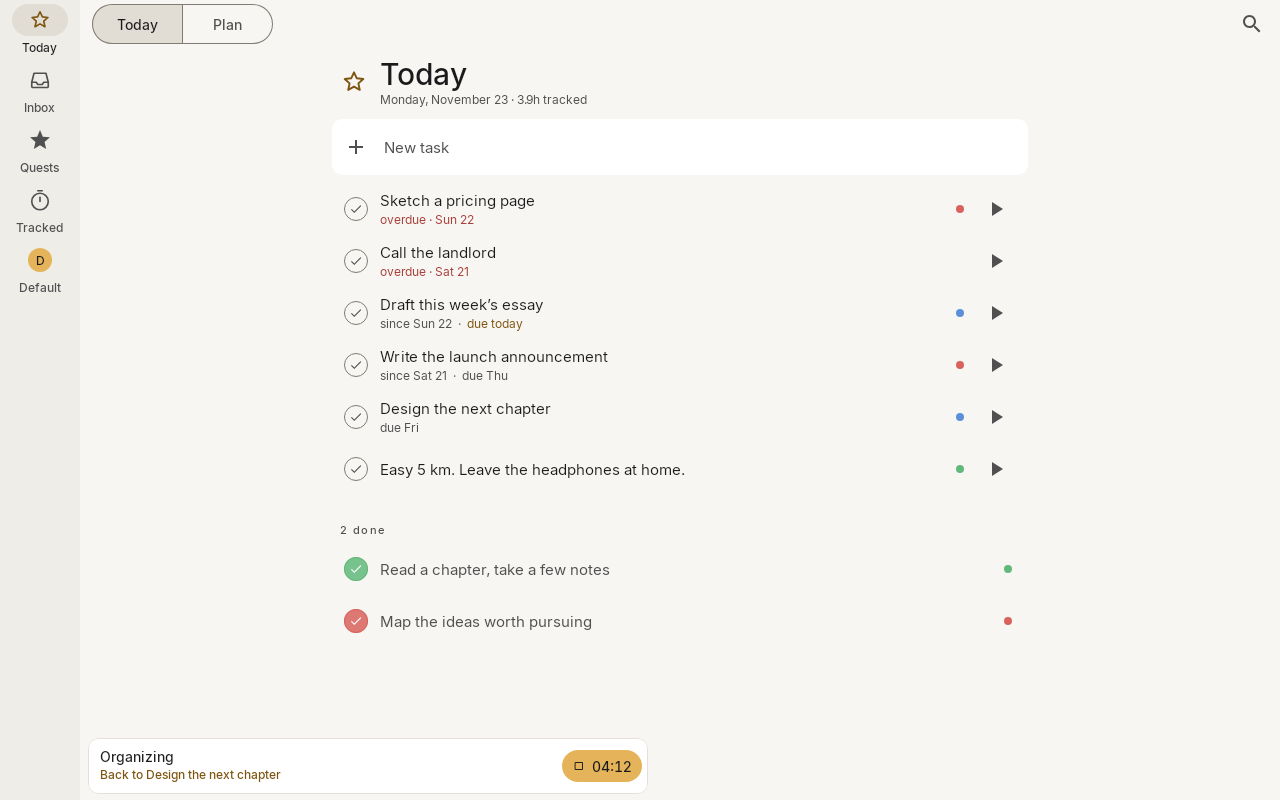 Today
Inbox
Quests
Tracked
D
Default
Today
Plan
Today
Monday, November 23 · 3.9h tracked
New task
Sketch a pricing page
overdue · Sun 22
Call the landlord
overdue · Sat 21
Draft this week’s essay
since Sun 22 · due today
Write the launch announcement
since Sat 21 · due Thu
Design the next chapter
due Fri
Easy 5 km. Leave the headphones at home.
2 done
Read a chapter, take a few notes
Map the ideas worth pursuing
Organizing
Back to Design the next chapter
04:12